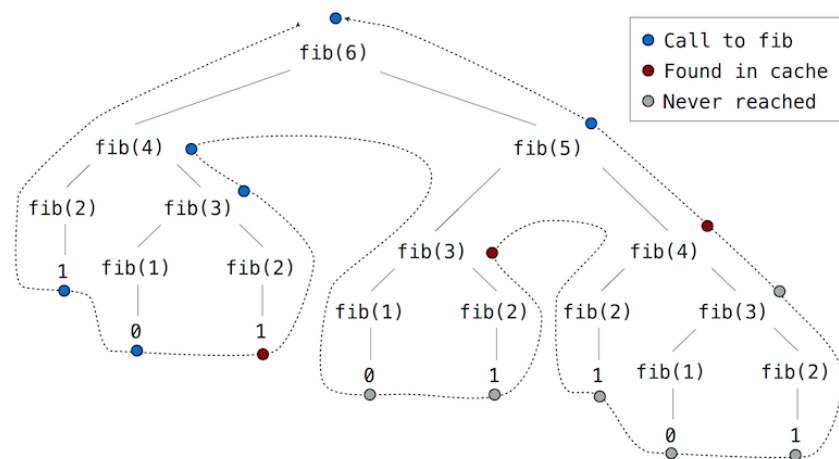 fib(6)
Call to fib
Found in cache
Never reached
fib(4)
fib(5)
fib(2)
fib(3)
fib(3)
fib(4)
1
fib(1)
fib(2)
fib(1)
fib(2)
fib(2)
fib(3)
0
1
0
1
1
fib(1)
fib(2)
0
1